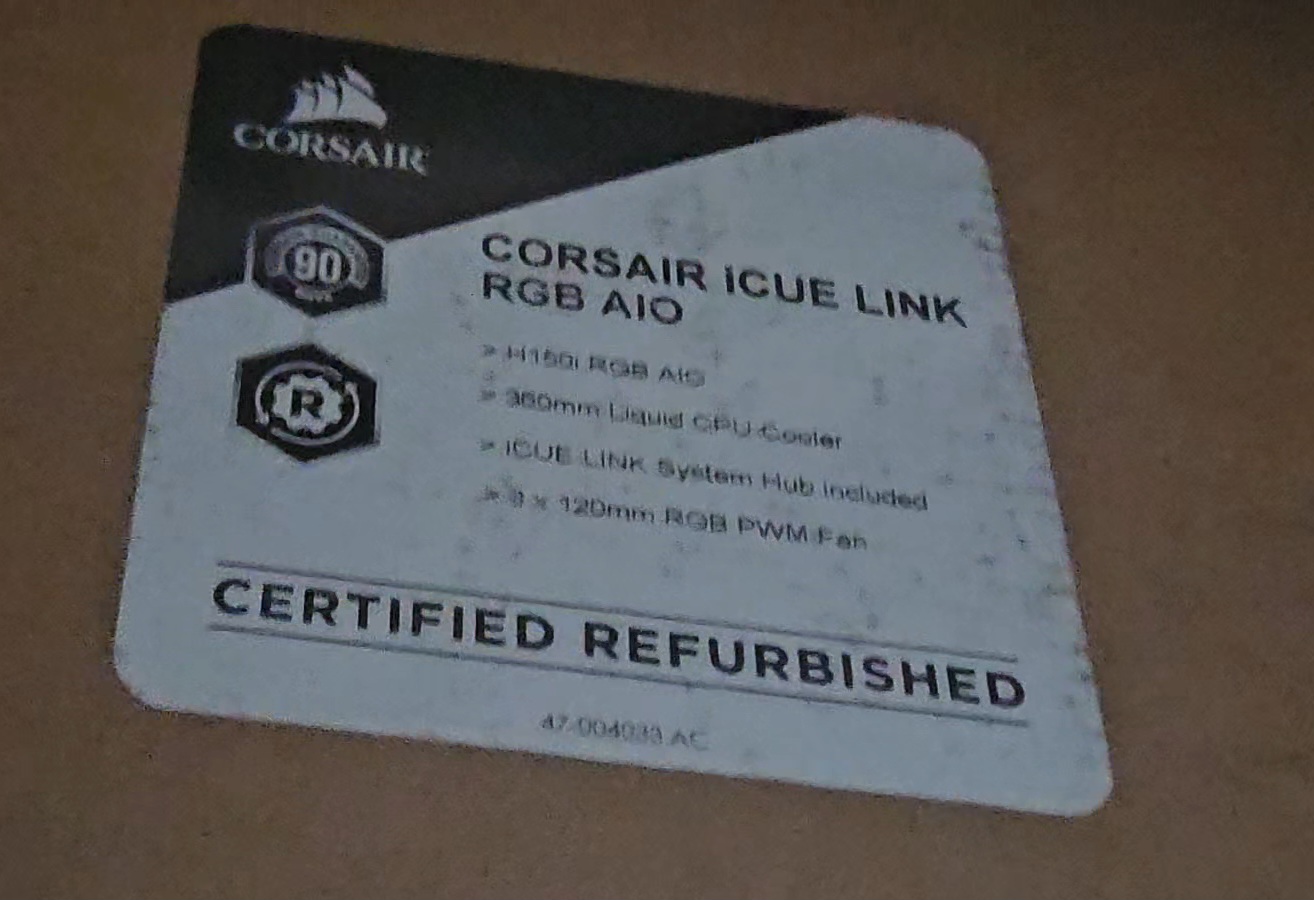 CORSAIR
90
R
CORSAIR iCUE LINK
RGB AIO
> H150i RGB AIO
> 360mm Liquid CPU Cooler
> iCUE LINK System Hub included
> 3 x 120mm RGB PWM Fan
CERTIFIED REFURBISHED
47-004033 AC